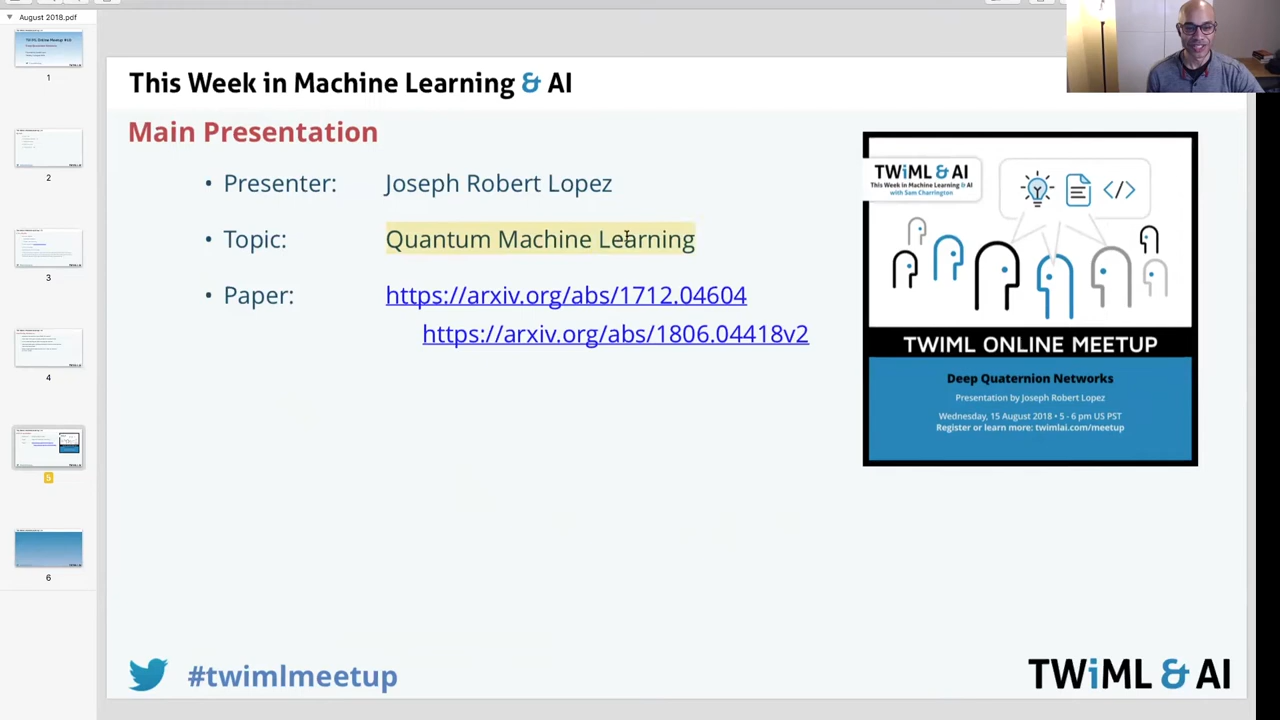 August 2018.pdf
This Week in Machine Learning & AI
Main Presentation
• Presenter: Joseph Robert Lopez
• Topic: Quantum Machine Learning
• Paper: https://arxiv.org/abs/1712.04604
https://arxiv.org/abs/1806.04418v2
TWiML & AI
This Week in Machine Learning & AI
with Sam Charrington
</>
TWIML ONLINE MEETUP
Deep Quaternion Networks
Presentation by Joseph Robert Lopez
Wednesday, 15 August 2018 • 5 - 6 pm US PST
Register or learn more: twimlai.com/meetup
#twimlmeetup
TWiML & AI
1
2
3
4
5
6